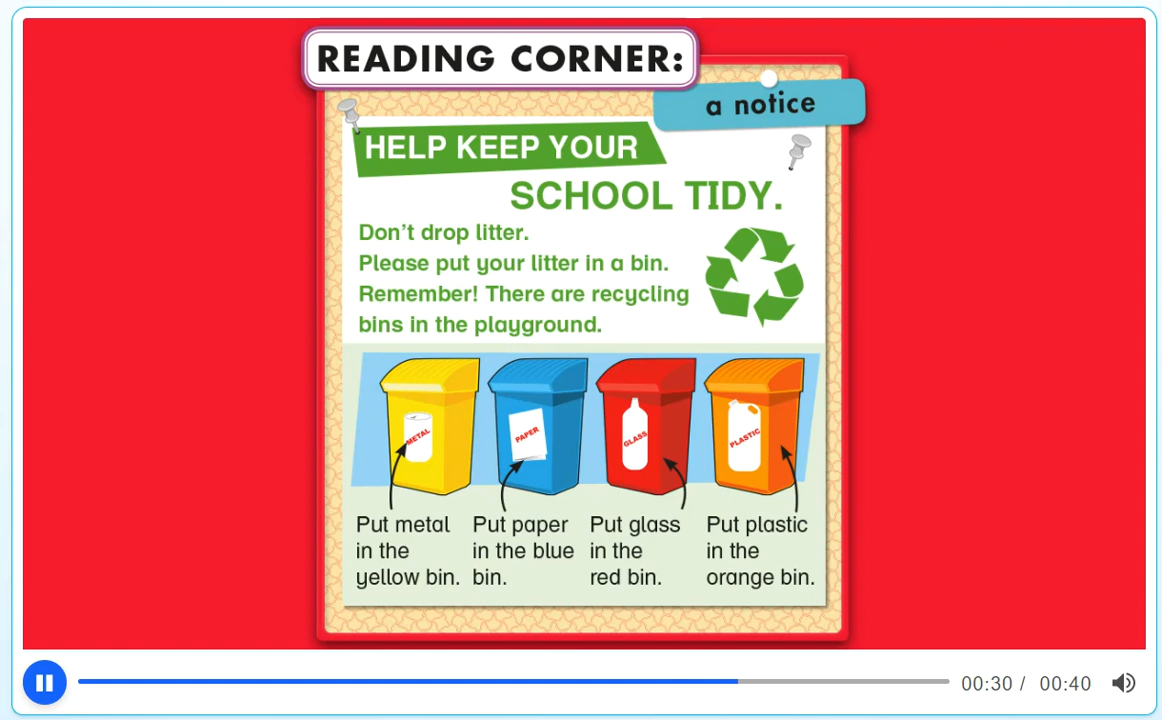 READING CORNER:
a notice
HELP KEEP YOUR
SCHOOL TIDY.
Don't drop litter.
Please put your litter in a bin.
Remember! There are recycling
bins in the playground.
METAL
PAPER
GLASS
PLASTIC
Put metal
in the
yellow bin.
Put paper
in the blue
bin.
Put glass
in the
red bin.
Put plastic
in the
orange bin.
00:30 / 00:40